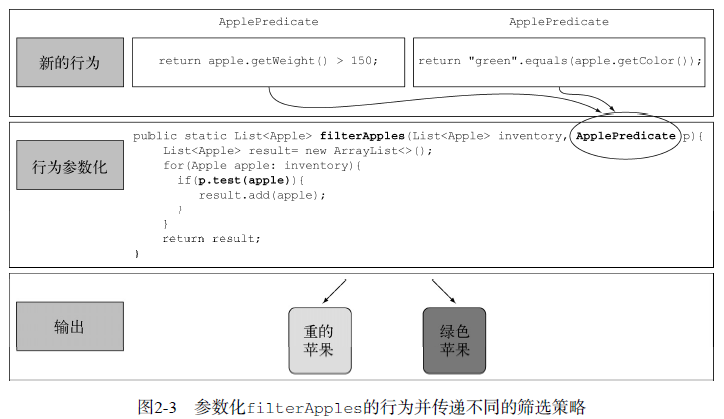 ApplePredicate
ApplePredicate
新的行为
return apple.getWeight() > 150;
return "green".equals(apple.getColor());
行为参数化
public static List<Apple> filterApples(List<Apple> inventory, ApplePredicate p){
List<Apple> result= new ArrayList<>();
for(Apple apple: inventory){
if(p.test(apple)){
result.add(apple);
}
}
return result;
}
输出
重的
苹果
绿色
苹果
图2-3 参数化filterApples的行为并传递不同的筛选策略